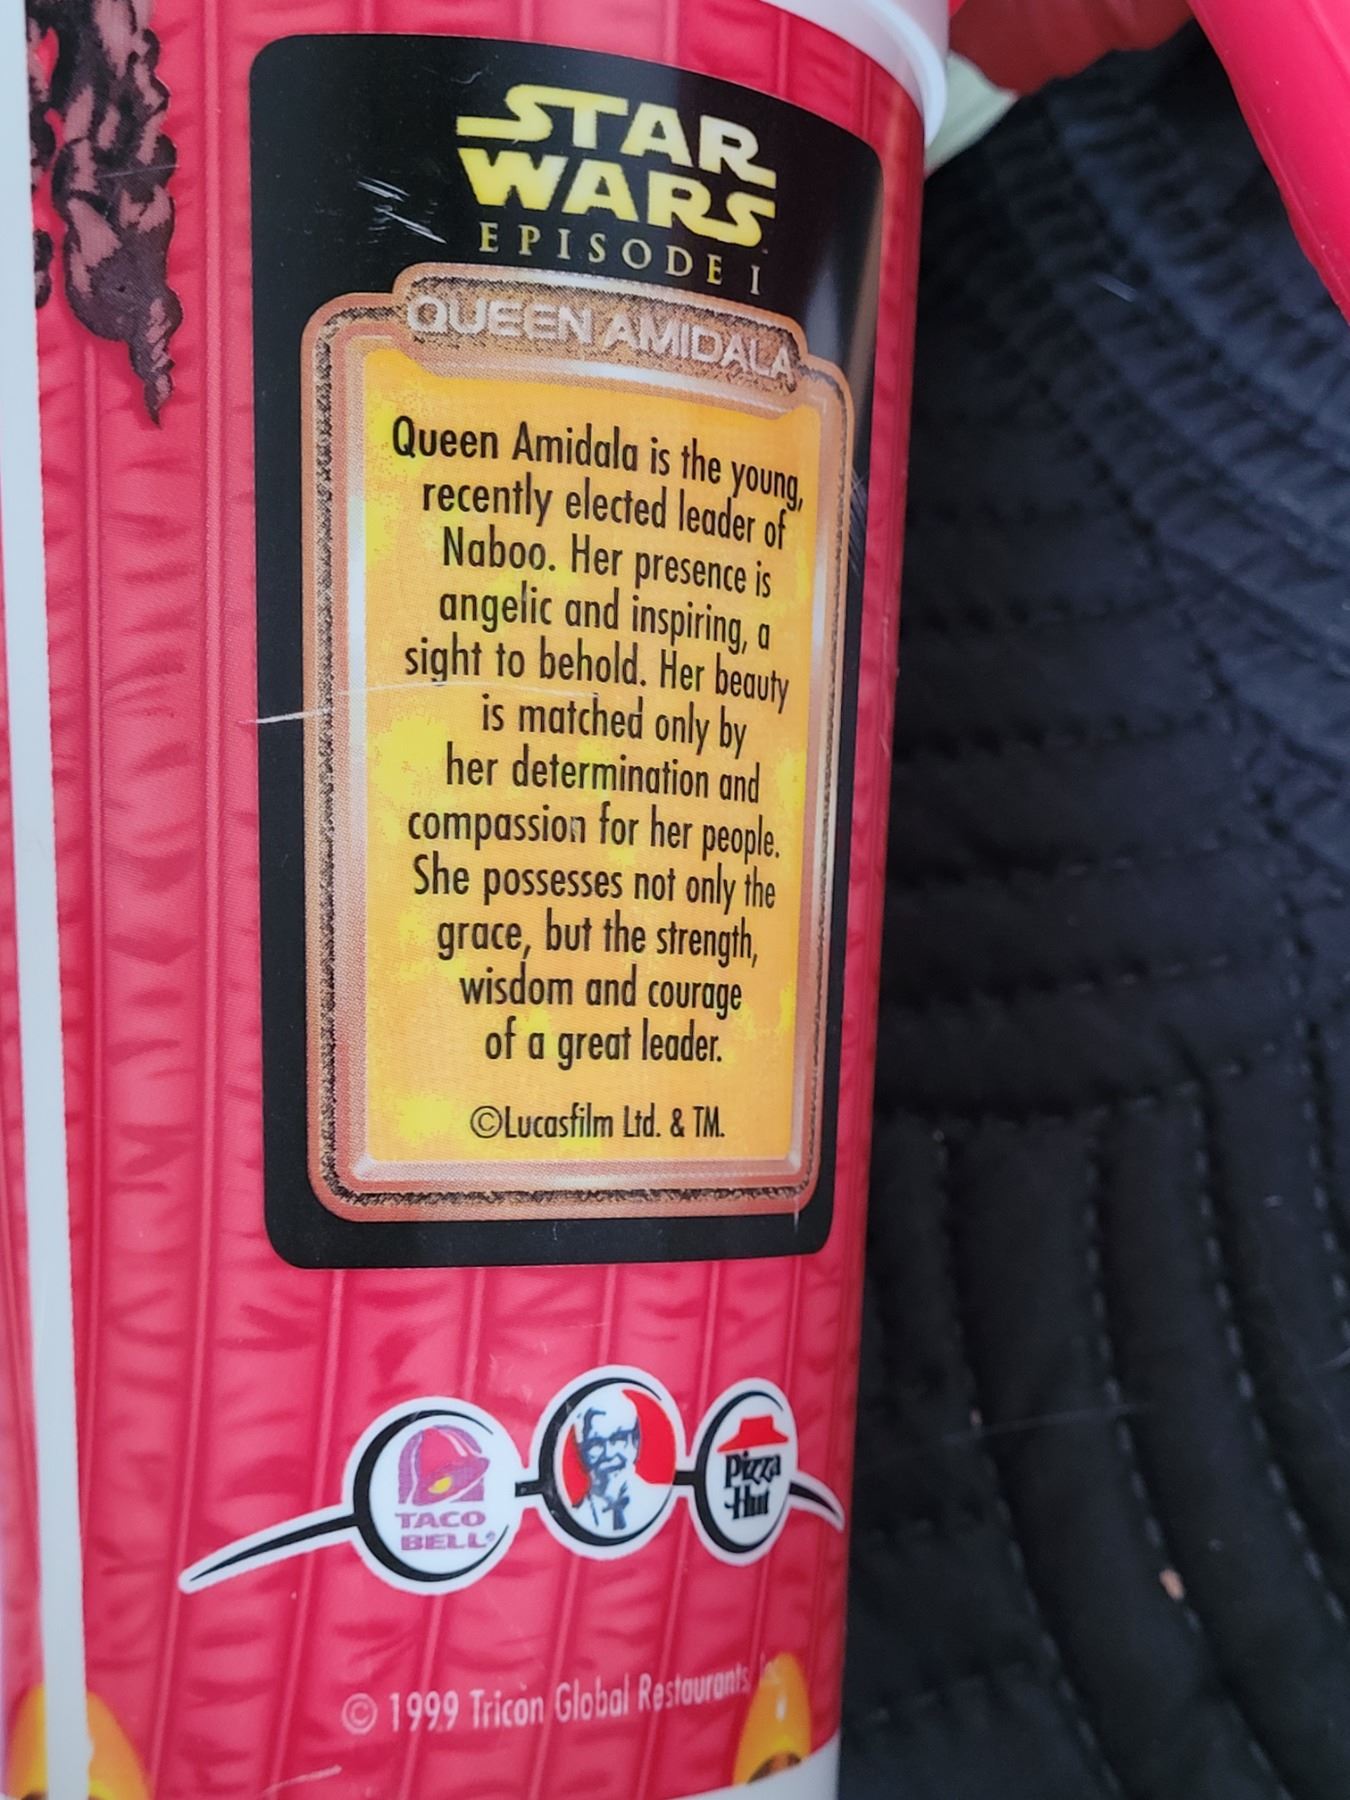 STAR
WARS
EPISODE I
QUEEN AMIDALA
Queen Amidala is the young,
recently elected leader of
Naboo. Her presence is
angelic and inspiring, a
sight to behold. Her beauty
is matched only by
her determination and
compassion for her people.
She possesses not only the
grace, but the strength,
wisdom and courage
of a great leader.
©Lucasfilm Ltd. & TM.
TACO
BELL®
Pizza
Hut
© 1999 Tricon Global Restaurants,